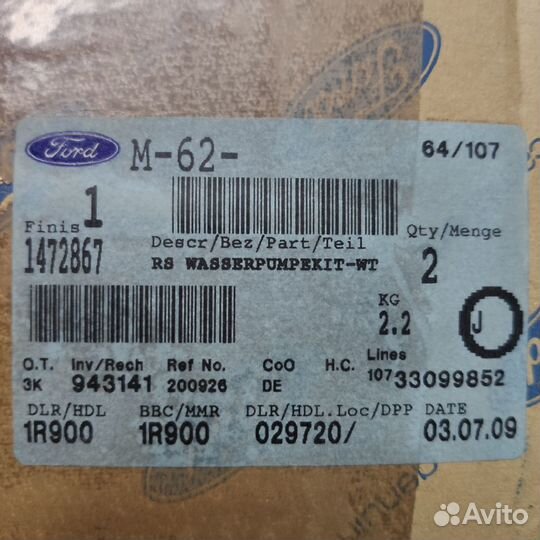 Ford
M-62-
64/107
Finis 1
1472867
Descr/Bez/Part/Teil
RS WASSERPUMPEKIT-WT
Qty/Menge
2
KG
2.2
J
O.T. Inv/Rech Ref No. CoO H.C. Lines
3K 943141 200926 DE 107 33099852
DLR/HDL BBC/MMR DLR/HDL.Loc/DPP DATE
1R900 1R900 029720/ 03.07.09
Avito